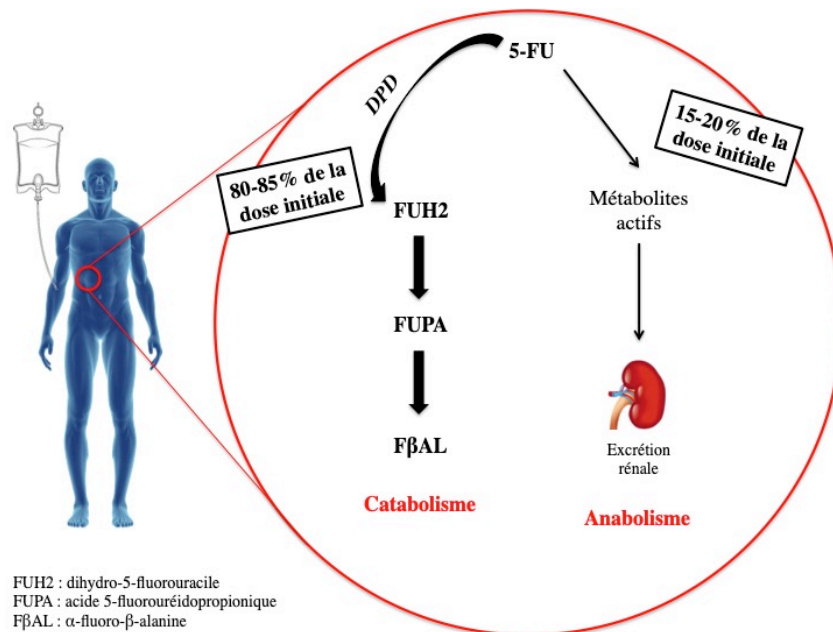 5-FU
DPD
80-85% de la
dose initiale
15-20% de la
dose initiale
FUH2
Métabolites
actifs
FUPA
FβAL
Excrétion
rénale
Catabolisme
Anabolisme
FUH2 : dihydro-5-fluorouracile
FUPA : acide 5-fluorouréidopropionique
FβAL : α-fluoro-β-alanine